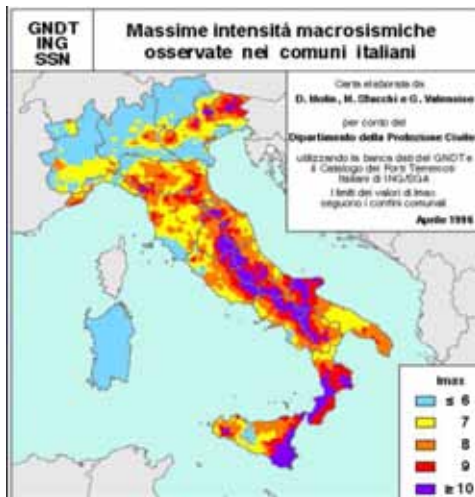 GNDT
ING
SSN
Massime intensità macrosismiche
osservate nei comuni italiani
Carta elaborata da
D. Molin, M. Stucchi e G. Valensise
per conto del
Dipartimento della Protezione Civile
utilizzando la banca dati del GNDT e
il Catalogo dei Forti Terremoti
Italiani di ING/SGA
I limiti dei valori di Imax
seguono i confini comunali
Aprile 1996
Imax
≤ 6
7
8
9
≥ 10